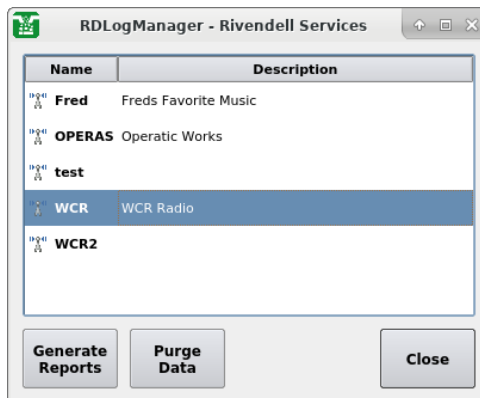 RDLogManager - Rivendell Services
Name Description
Fred Freds Favorite Music
OPERAS Operatic Works
test
WCR WCR Radio
WCR2
Generate Reports
Purge Data
Close